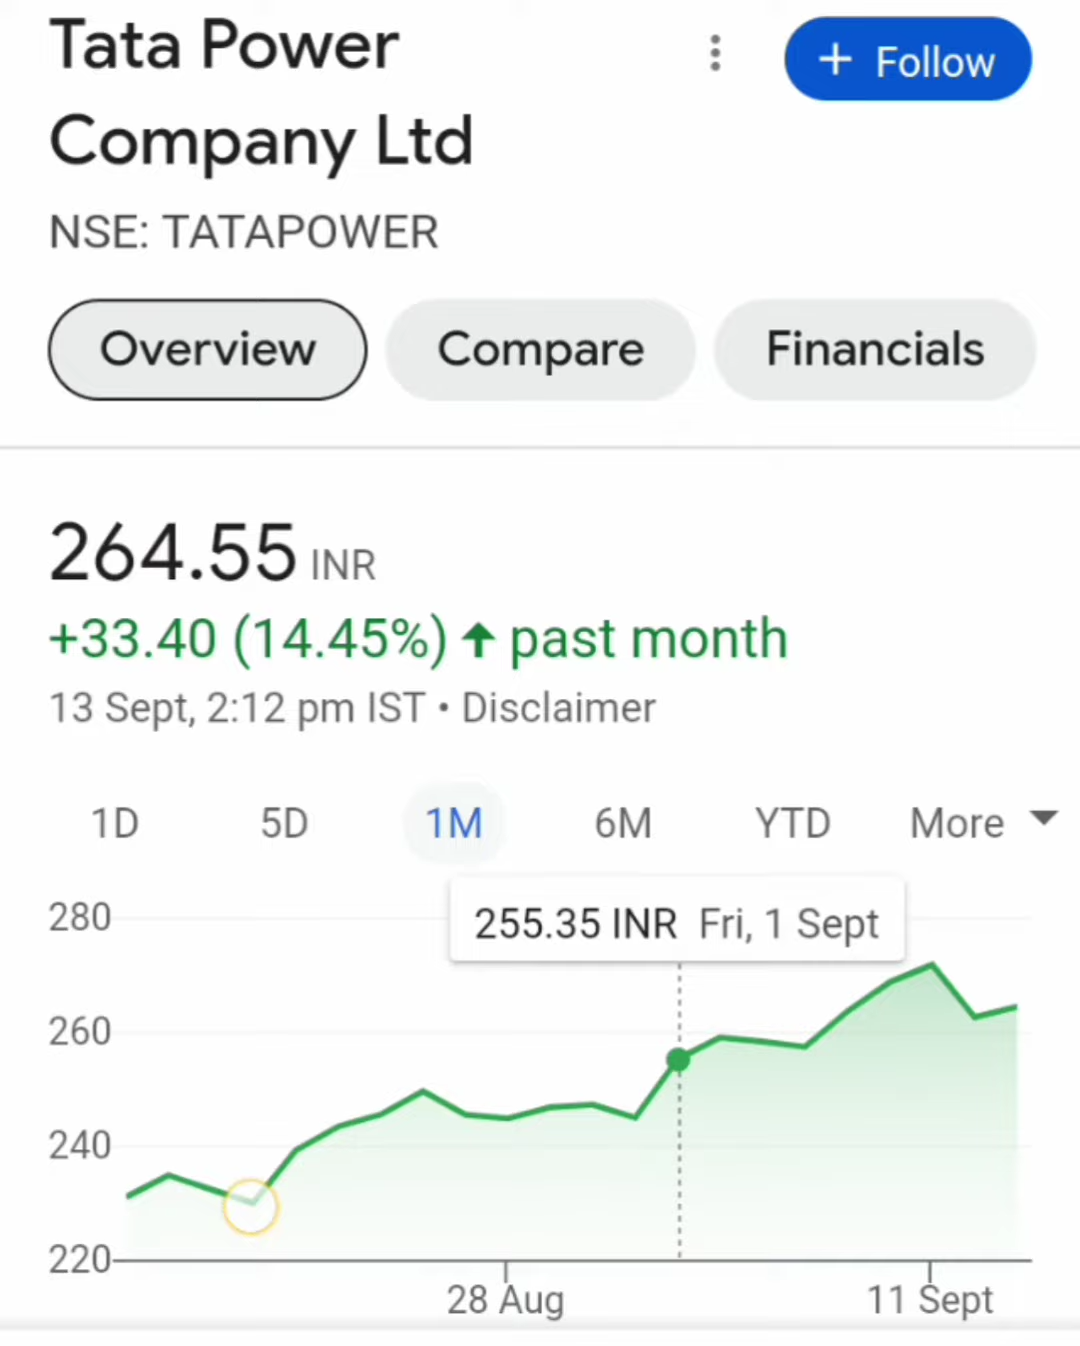 Tata Power
Company Ltd
+ Follow
NSE: TATAPOWER
Overview Compare Financials
264.55 INR
+33.40 (14.45%) ↑ past month
13 Sept, 2:12 pm IST • Disclaimer
1D 5D 1M 6M YTD More
255.35 INR Fri, 1 Sept
280
260
240
220
28 Aug 11 Sept